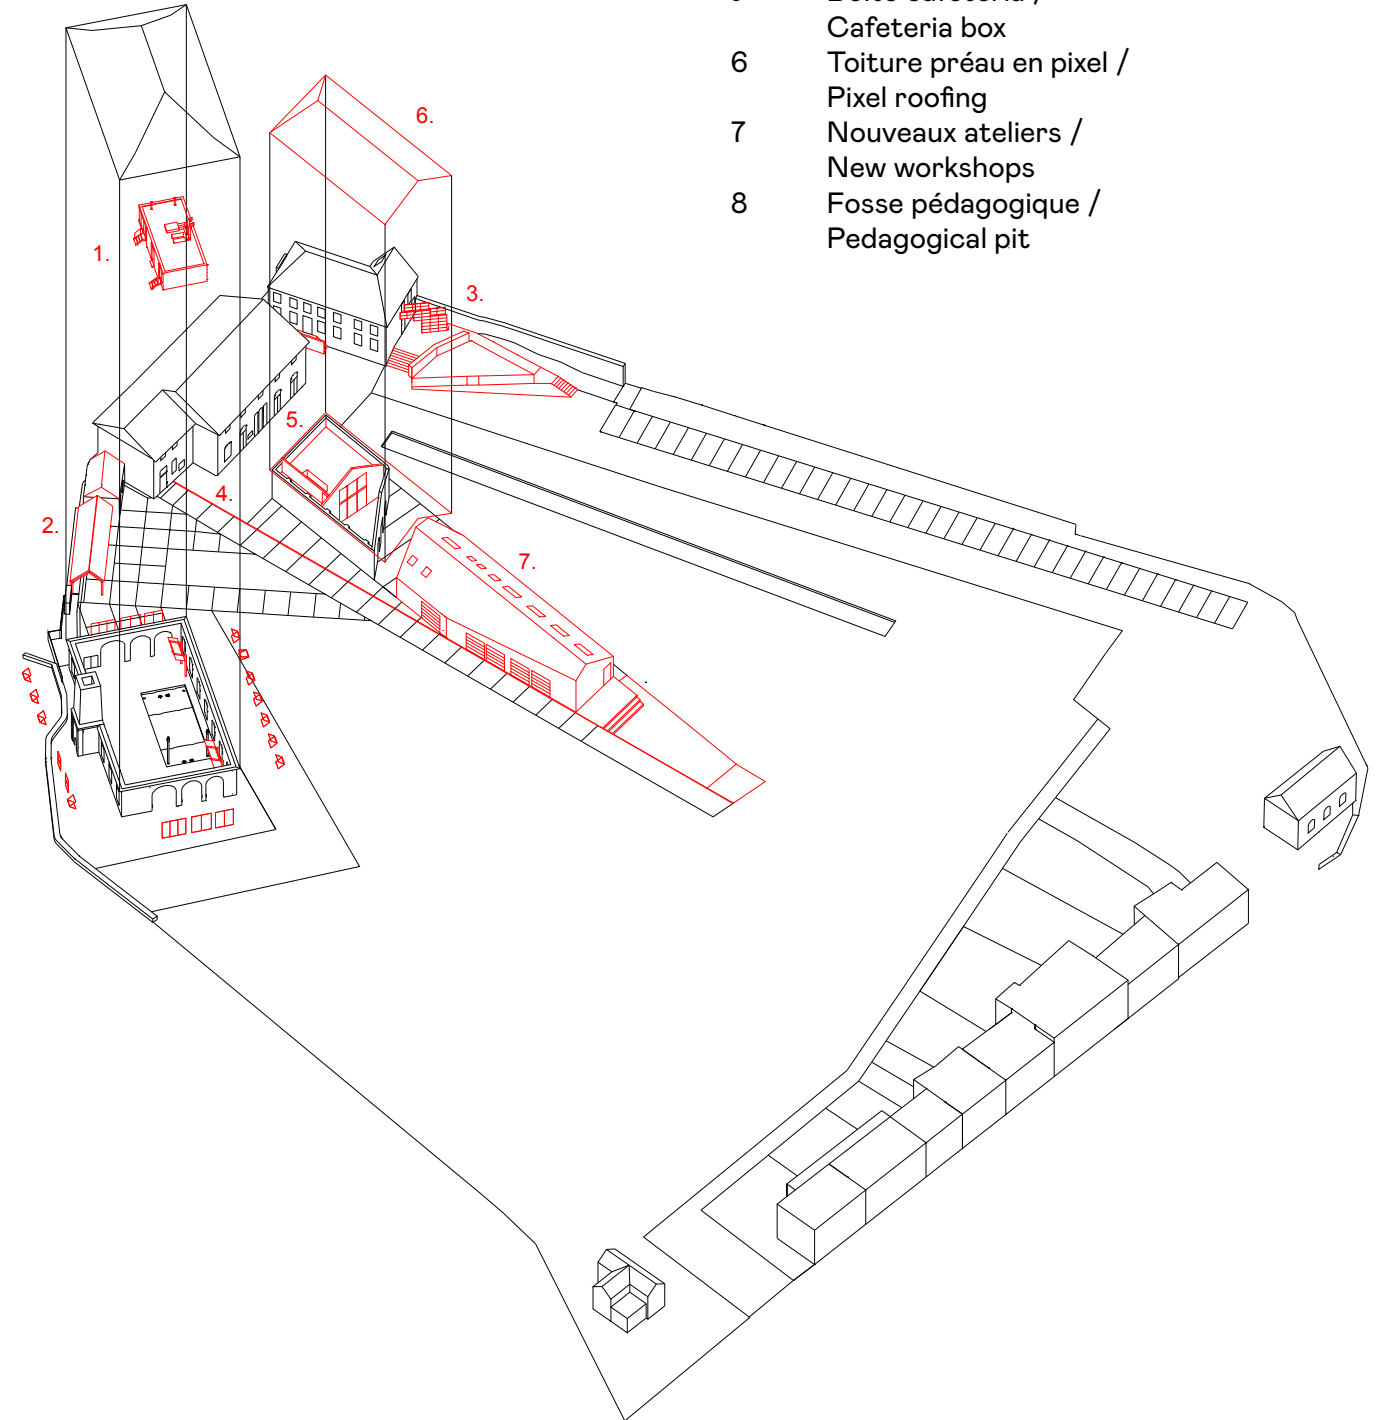 Cafeteria box
6 Toiture préau en pixel /
Pixel roofing
7 Nouveaux ateliers /
New workshops
8 Fosse pédagogique /
Pedagogical pit
6.
1.
3.
5.
4.
2.
7.